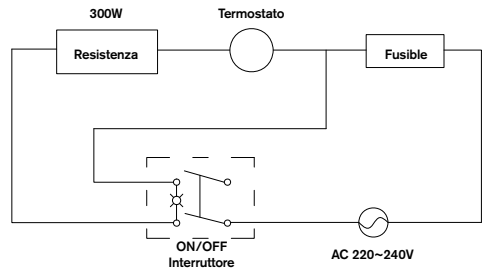 300W
Termostato
Resistenza
Fusible
ON/OFF
Interruttore
AC 220~240V